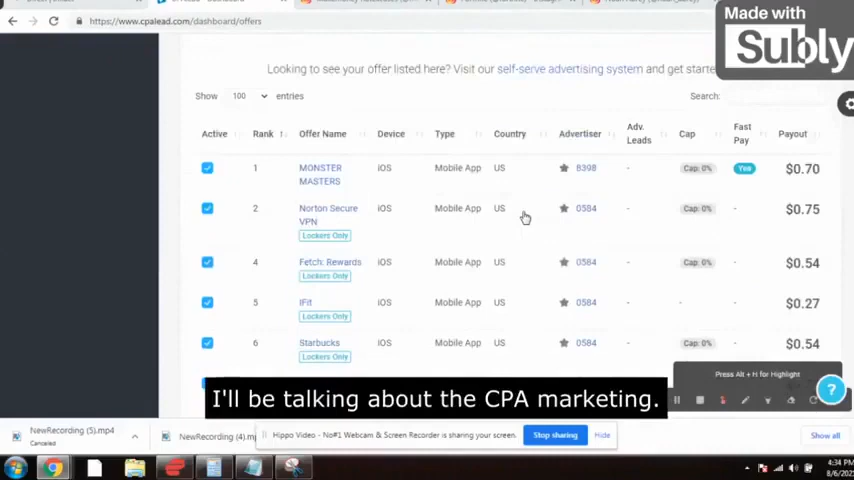 Made with
Subly
https://www.cpalead.com/dashboard/offers
Looking to see your offer listed here? Visit our self-serve advertising system and get starte
Show 100 entries Search:
Active Rank Offer Name Device Type Country Advertiser Adv. Leads Cap Fast Pay Payout
1 MONSTER MASTERS iOS Mobile App US 8398 - Cap: 0% Yes $0.70
2 Norton Secure VPN iOS Mobile App US 0584 - Cap: 0% - $0.75
Lockers Only
4 Fetch: Rewards iOS Mobile App US 0584 - Cap: 0% - $0.54
Lockers Only
5 iFit iOS Mobile App US 0584 - - - $0.27
Lockers Only
6 Starbucks iOS Mobile App US 0584 - Cap: 0% - $0.54
Lockers Only
Press Alt + H for Highlight
I'll be talking about the CPA marketing.
NewRecording (5).mp4
Canceled
NewRecording (4).mp
Hippo Video - No#1 Webcam & Screen Recorder is sharing your screen.
Stop sharing
Hide
Show all
4:34 PM